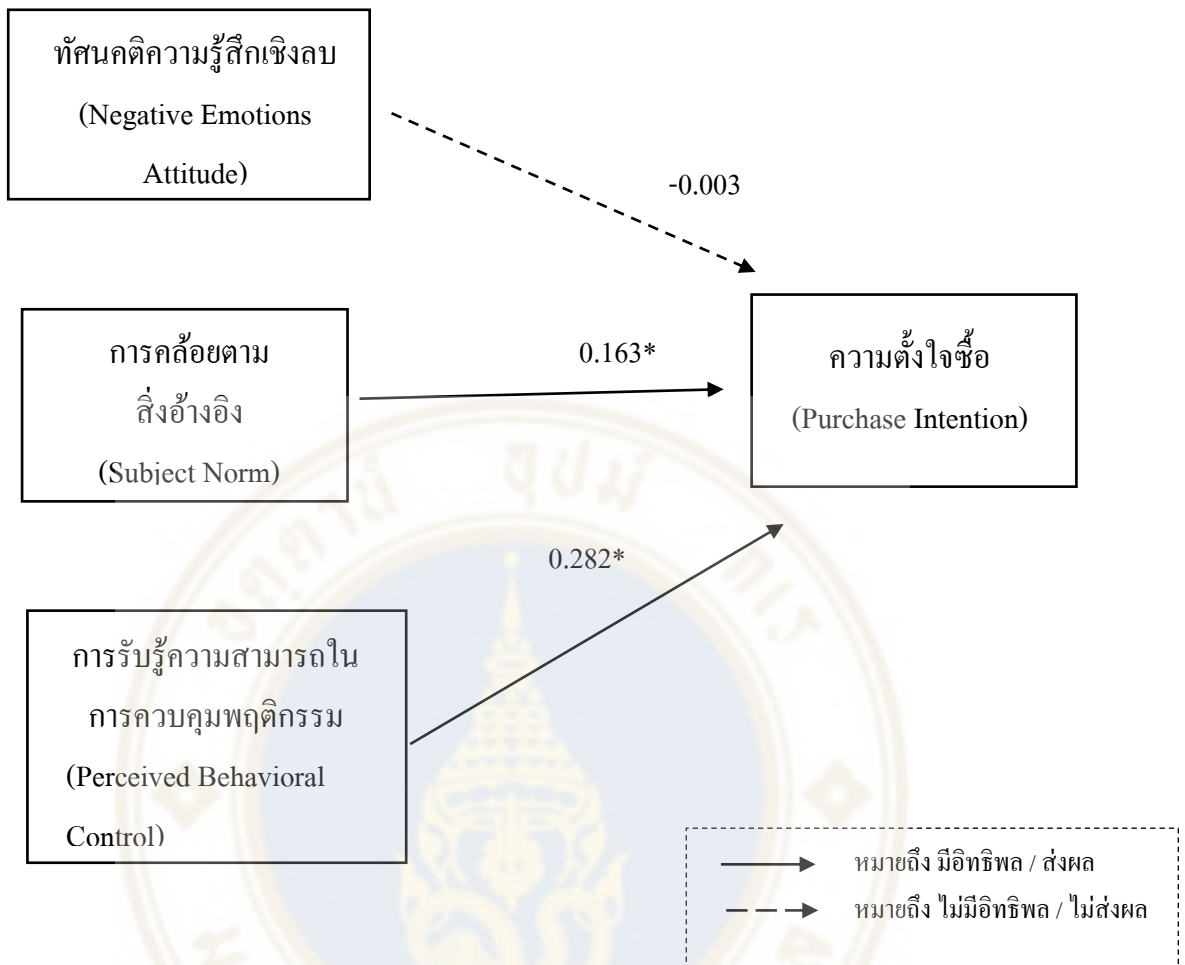 ทัศนคติความรู้สึกเชิงลบ
(Negative Emotions
Attitude)
-0.003
การคล้อยตาม
สิ่งอ้างอิง
(Subject Norm)
0.163*
ความตั้งใจซื้อ
(Purchase Intention)
0.282*
การรับรู้ความสามารถใน
การควบคุมพฤติกรรม
(Perceived Behavioral
Control)
หมายถึง มีอิทธิพล / ส่งผล
หมายถึง ไม่มีอิทธิพล / ไม่ส่งผล